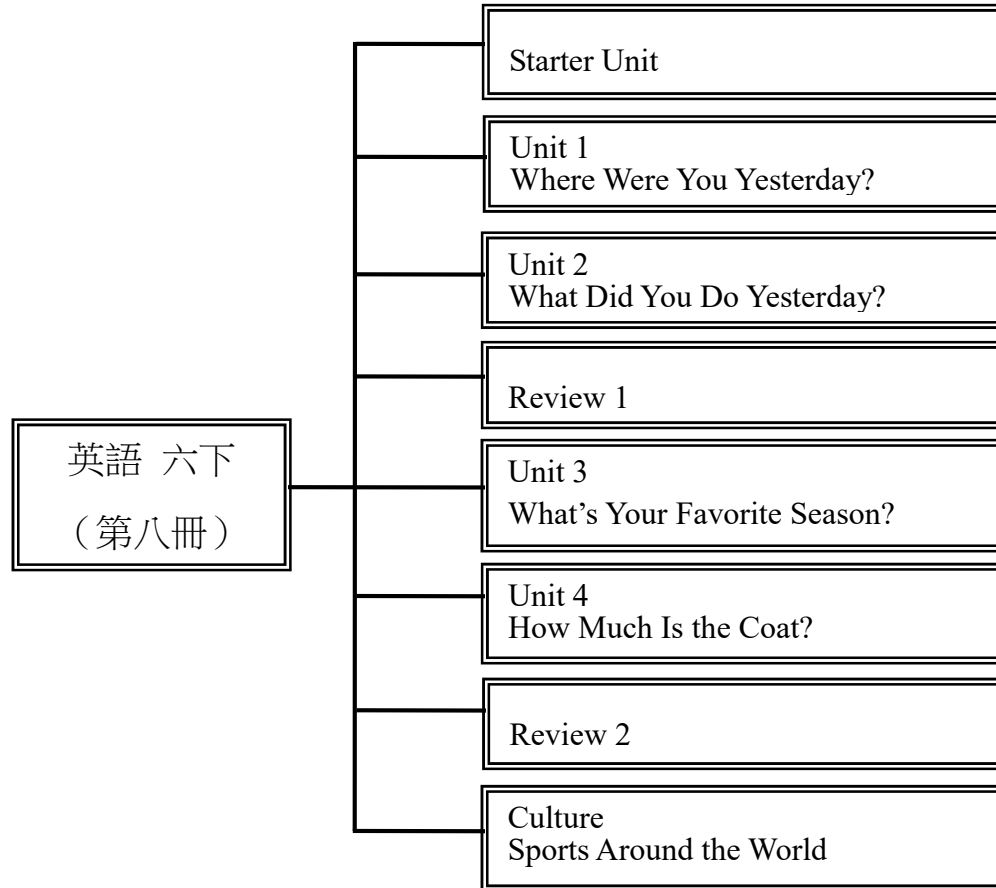 Starter Unit
Unit 1
Where Were You Yesterday?
Unit 2
What Did You Do Yesterday?
Review 1
英語 六下
（第八冊）
Unit 3
What’s Your Favorite Season?
Unit 4
How Much Is the Coat?
Review 2
Culture
Sports Around the World